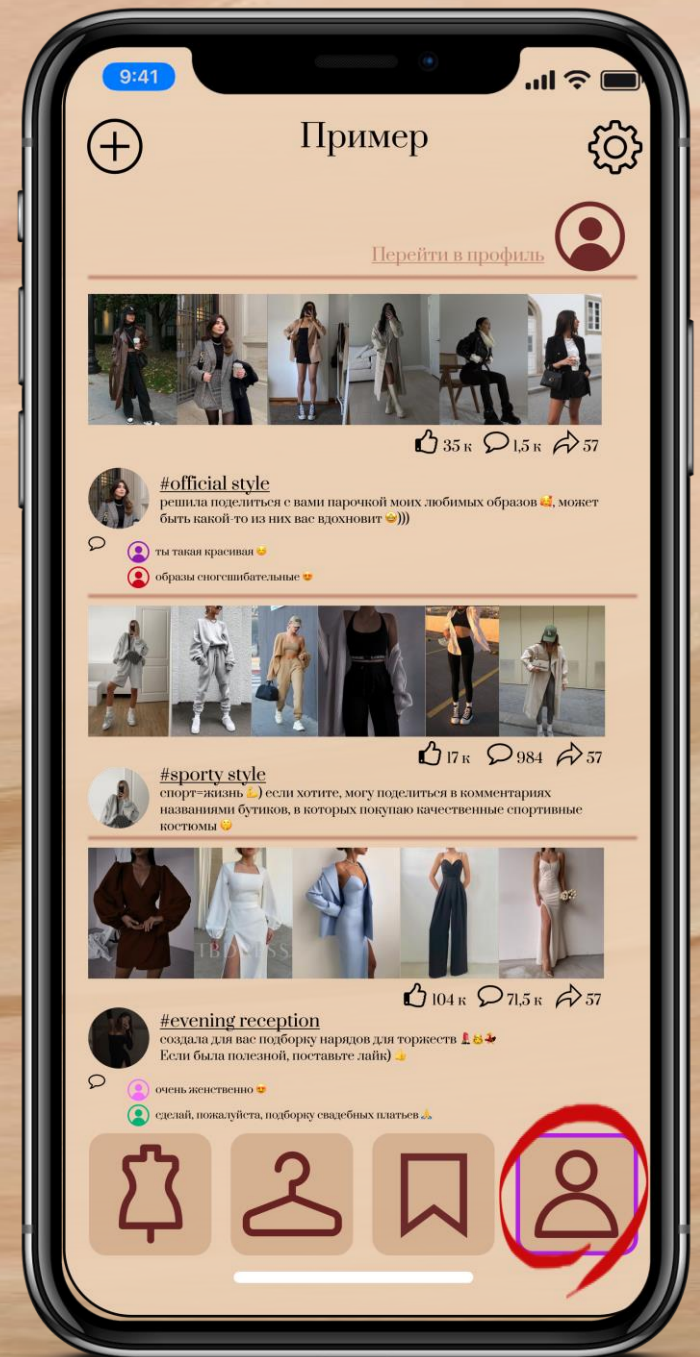 9:41
Пример
Перейти в профиль
35 к 1,5 к 57
#official style
решила поделиться с вами парочкой моих любимых образов 🥰, может
быть какой-то из них вас вдохновит 🤩)))
ты такая красивая 😊
образы сногсшибательные 😍
17 к 984 57
#sporty style
спорт=жизнь 💪) если хотите, могу поделиться в комментариях
названиями бутиков, в которых покупаю качественные спортивные
костюмы 😊
TBDRESS
104 к 71,5 к 57
#evening reception
создала для вас подборку нарядов для торжеств 💄👯💃
Если была полезной, поставьте лайк) 👍
очень женственно 😍
сделай, пожалуйста, подборку свадебных платьев 🙏